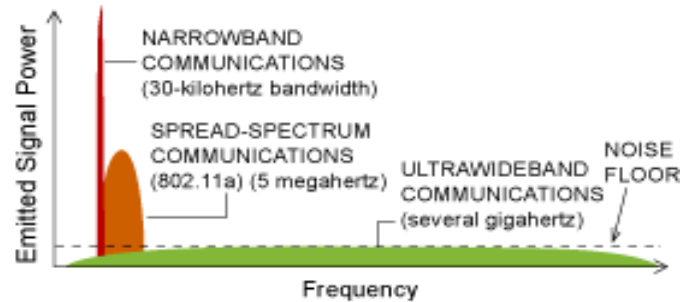 NARROWBAND
COMMUNICATIONS
(30-kilohertz bandwidth)
SPREAD-SPECTRUM
COMMUNICATIONS
(802.11a) (5 megahertz)
ULTRAWIDEBAND
COMMUNICATIONS
(several gigahertz)
NOISE
FLOOR
Emitted Signal Power
Frequency